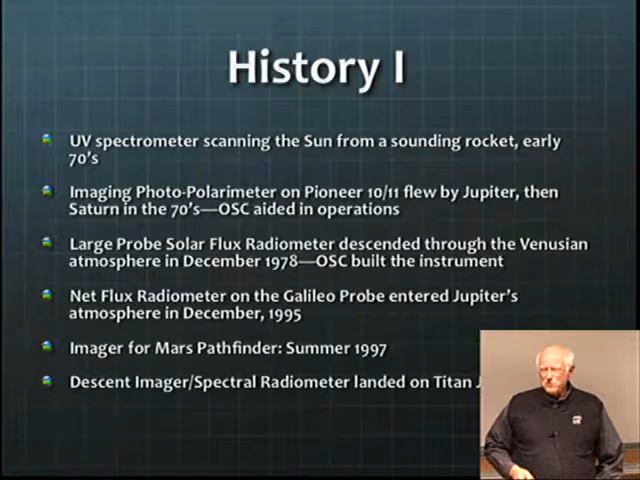 History I
UV spectrometer scanning the Sun from a sounding rocket, early
70's
Imaging Photo-Polarimeter on Pioneer 10/11 flew by Jupiter, then
Saturn in the 70's—OSC aided in operations
Large Probe Solar Flux Radiometer descended through the Venusian
atmosphere in December 1978—OSC built the instrument
Net Flux Radiometer on the Galileo Probe entered Jupiter's
atmosphere in December, 1995
Imager for Mars Pathfinder: Summer 1997
Descent Imager/Spectral Radiometer landed on Titan J